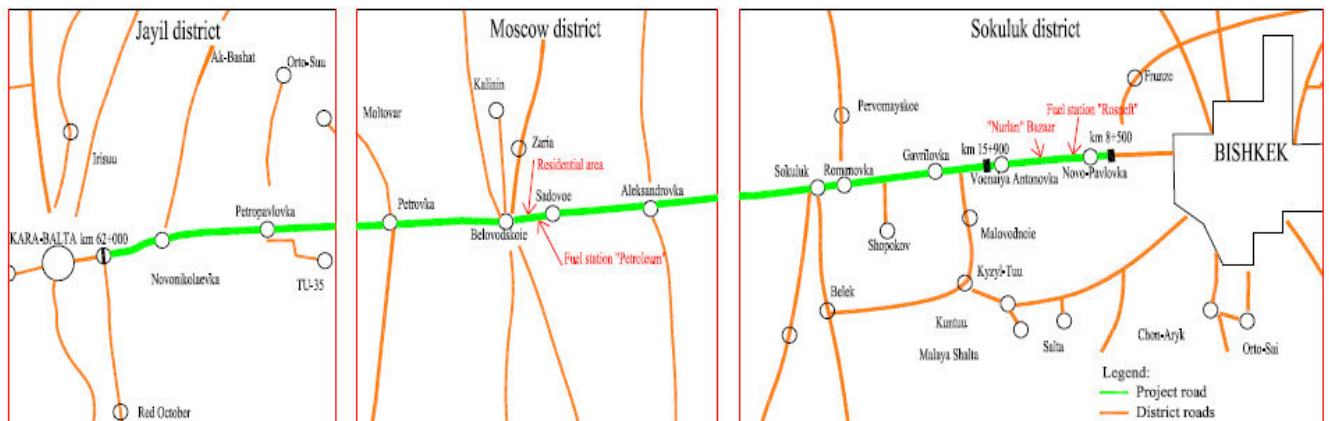 Jayil district
Ak-Bashat
Orto-Suu
Irisuu
Petropavlovka
KARA-BALTA
km 62+000
Novonikolaevka
TU-35
Red October
Moscow district
Kalinin
Moltovar
Zaria
Residential area
Sadovoe
Aleksandrovka
Petrovka
Belovodskoie
Fuel station "Petroleum"
Sokuluk district
Frunze
Pervomayskoe
Fuel station "Rosneft"
"Nurlan" Bazaar
km 8+500
km 15+900
Gavrilovka
BISHKEK
Sokuluk
Rommovka
Voenaiya Antonovka
Novo-Pavlovka
Shopokov
Malovodnoie
Kyzyl-Tuu
Belek
Kuntuu
Malaya Shalta
Salta
Chon-Aryk
Orto-Sai
Legend:
Project road
District roads